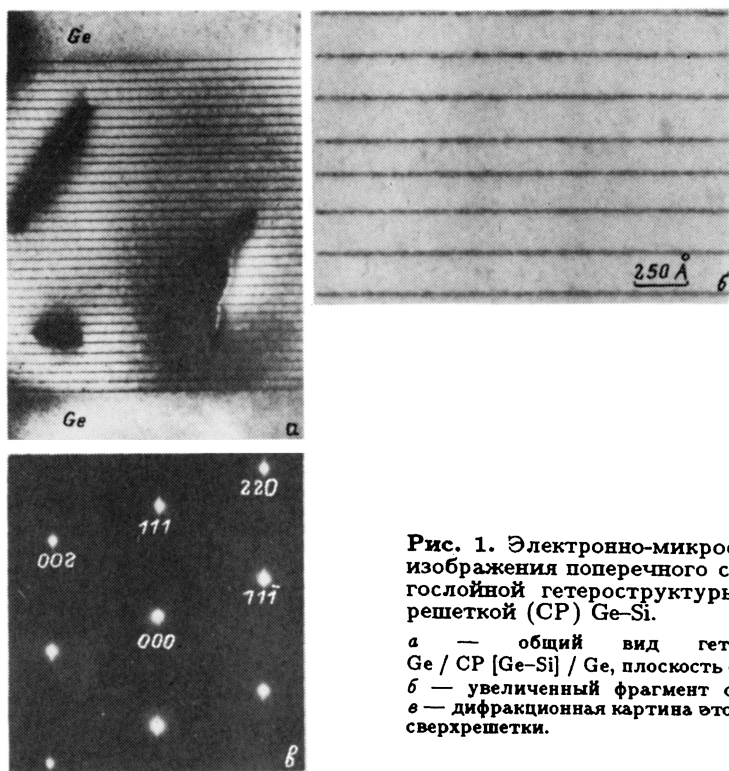 Ge
Ge
а
250 Å
б
220
111
002
111̄
000
в
Рис. 1. Электронно-микрос
изображения поперечного с
гослойной гетероструктуры
решеткой (СР) Ge–Si.
а — общий вид гет
Ge / СР [Ge–Si] / Ge, плоскость
б — увеличенный фрагмент
в — дифракционная картина это
сверхрешетки.